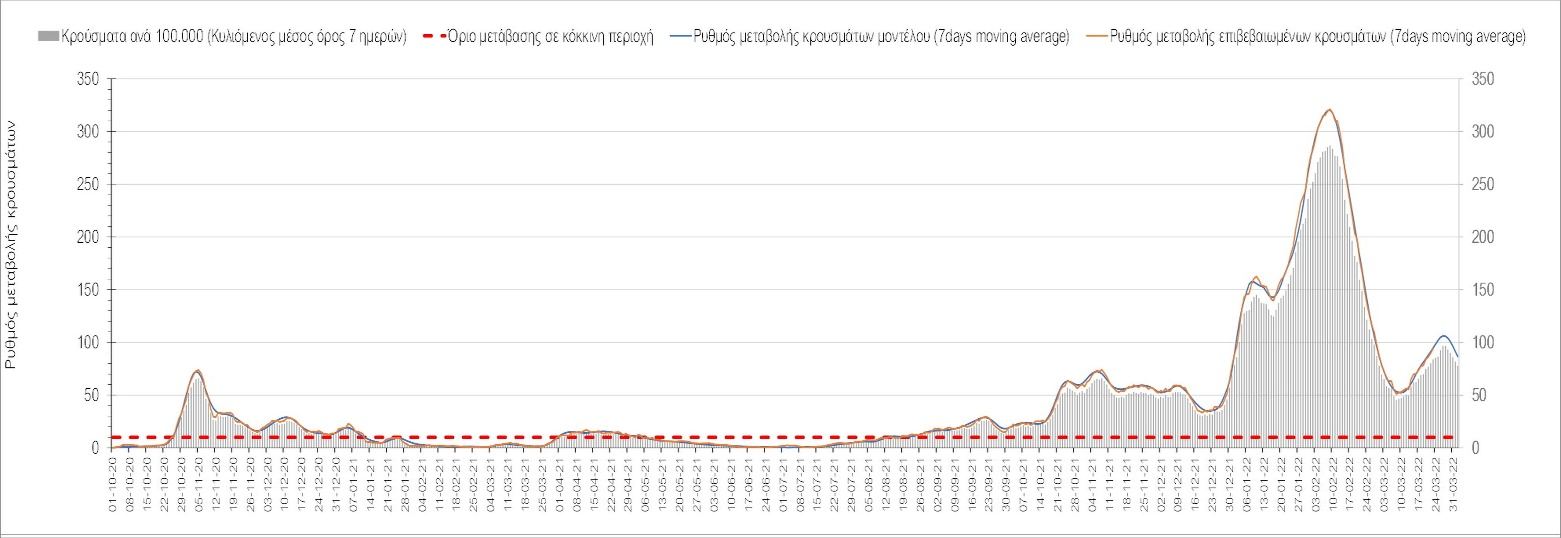 Κρούσματα ανά 100.000 (Κυλιόμενος μέσος όρος 7 ημερών) Όριο μετάβασης σε κόκκινη περιοχή Ρυθμός μεταβολής κρουσμάτων μοντέλου (7days moving average) Ρυθμός μεταβολής επιβεβαιωμένων κρουσμάτων (7days moving average)
Ρυθμός μεταβολής κρουσμάτων
350 350
300 300
250 250
200 200
150 150
100 100
50 50
0 0
01-10-20 08-10-20 15-10-20 22-10-20 29-10-20 05-11-20 12-11-20 19-11-20 26-11-20 03-12-20 10-12-20 17-12-20 24-12-20 31-12-20 07-01-21 14-01-21 21-01-21 28-01-21 04-02-21 11-02-21 18-02-21 25-02-21 04-03-21 11-03-21 18-03-21 25-03-21 01-04-21 08-04-21 15-04-21 22-04-21 29-04-21 06-05-21 13-05-21 20-05-21 27-05-21 03-06-21 10-06-21 17-06-21 24-06-21 01-07-21 08-07-21 15-07-21 22-07-21 29-07-21 05-08-21 12-08-21 19-08-21 26-08-21 02-09-21 09-09-21 16-09-21 23-09-21 30-09-21 07-10-21 14-10-21 21-10-21 28-10-21 04-11-21 11-11-21 18-11-21 25-11-21 02-12-21 09-12-21 16-12-21 23-12-21 30-12-21 06-01-22 13-01-22 20-01-22 27-01-22 03-02-22 10-02-22 17-02-22 24-02-22 03-03-22 10-03-22 17-03-22 24-03-22 31-03-22